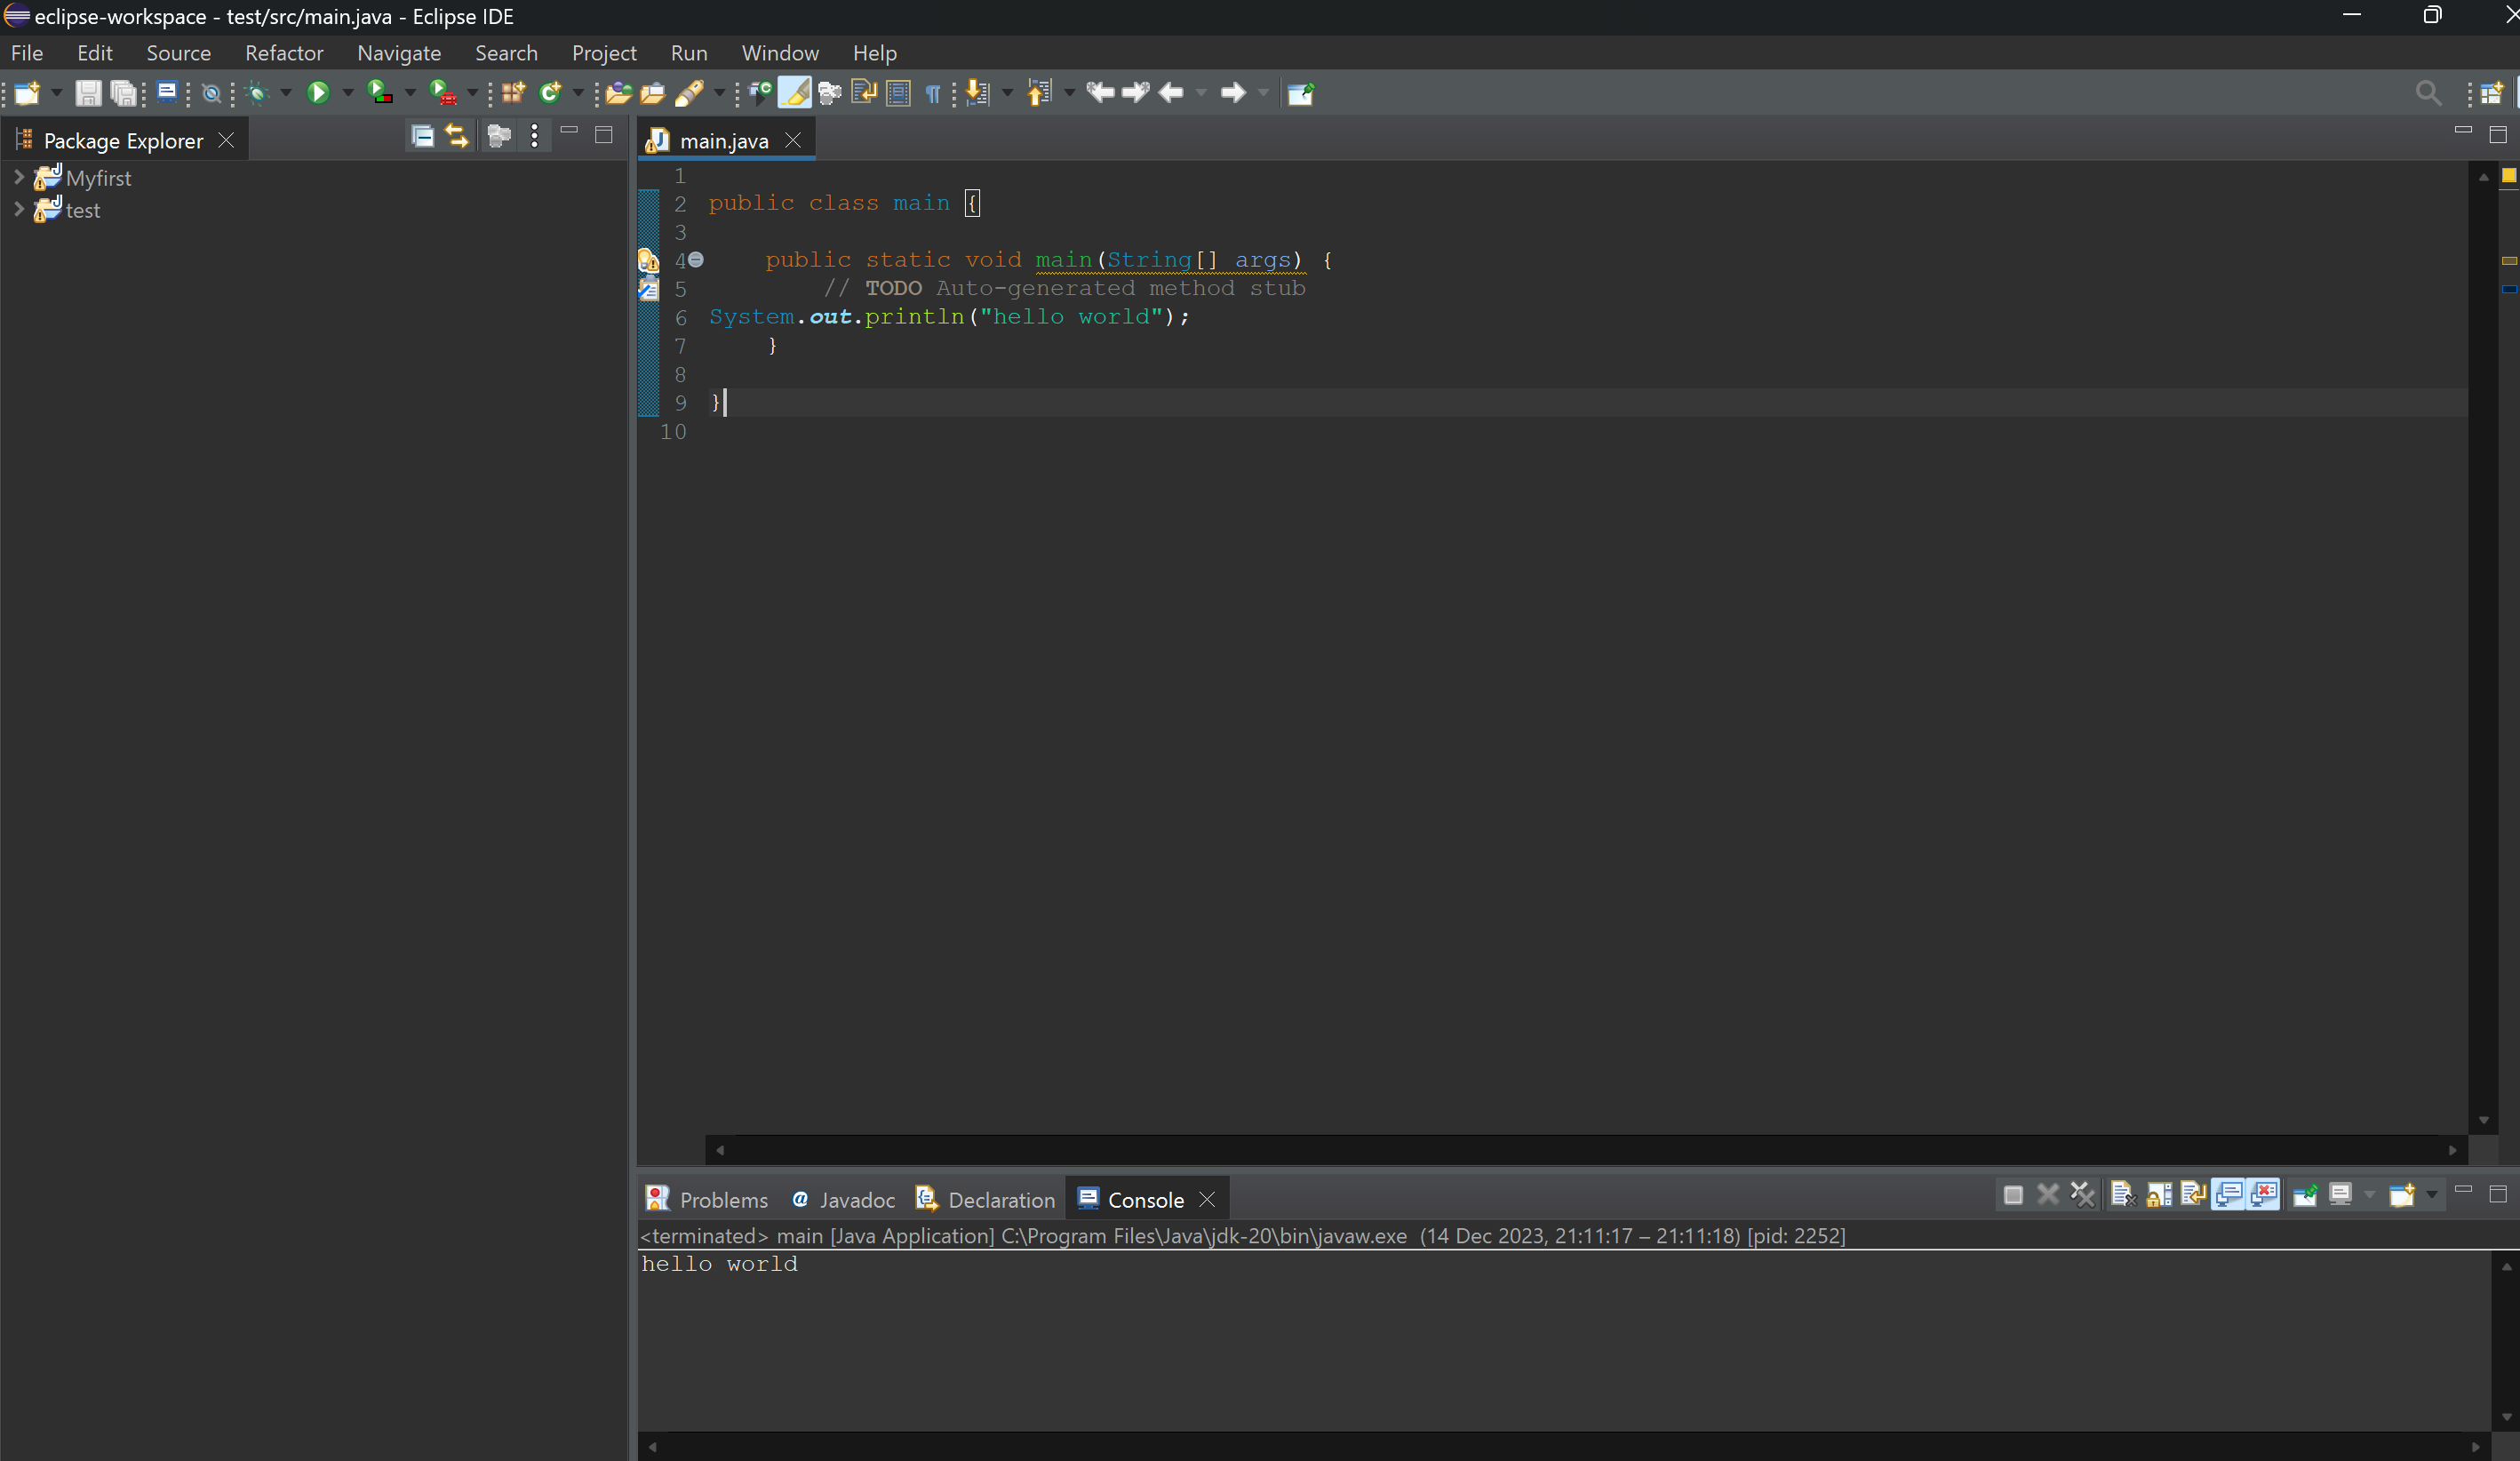 eclipse-workspace - test/src/main.java - Eclipse IDE
File Edit Source Refactor Navigate Search Project Run Window Help
Package Explorer
Myfirst
test
main.java
1
2 public class main {
3
4 public static void main(String[] args) {
5 // TODO Auto-generated method stub
6 System.out.println("hello world");
7 }
8
9 }
10
Problems @ Javadoc Declaration Console
<terminated> main [Java Application] C:\Program Files\Java\jdk-20\bin\javaw.exe (14 Dec 2023, 21:11:17 – 21:11:18) [pid: 2252]
hello world